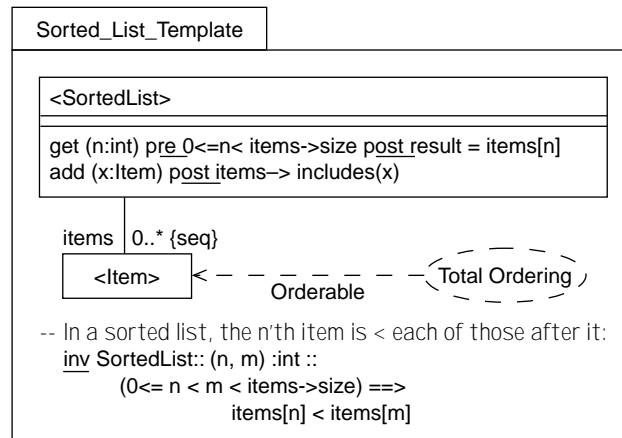 Sorted_List_Template
<SortedList>
get (n:int) pre 0<=n< items->size post result = items[n]
add (x:Item) post items–> includes(x)
items 0..* {seq}
<Item>
Total Ordering
Orderable
-- In a sorted list, the n'th item is < each of those after it:
inv SortedList:: (n, m) :int ::
(0<= n < m < items->size) ==>
items[n] < items[m]